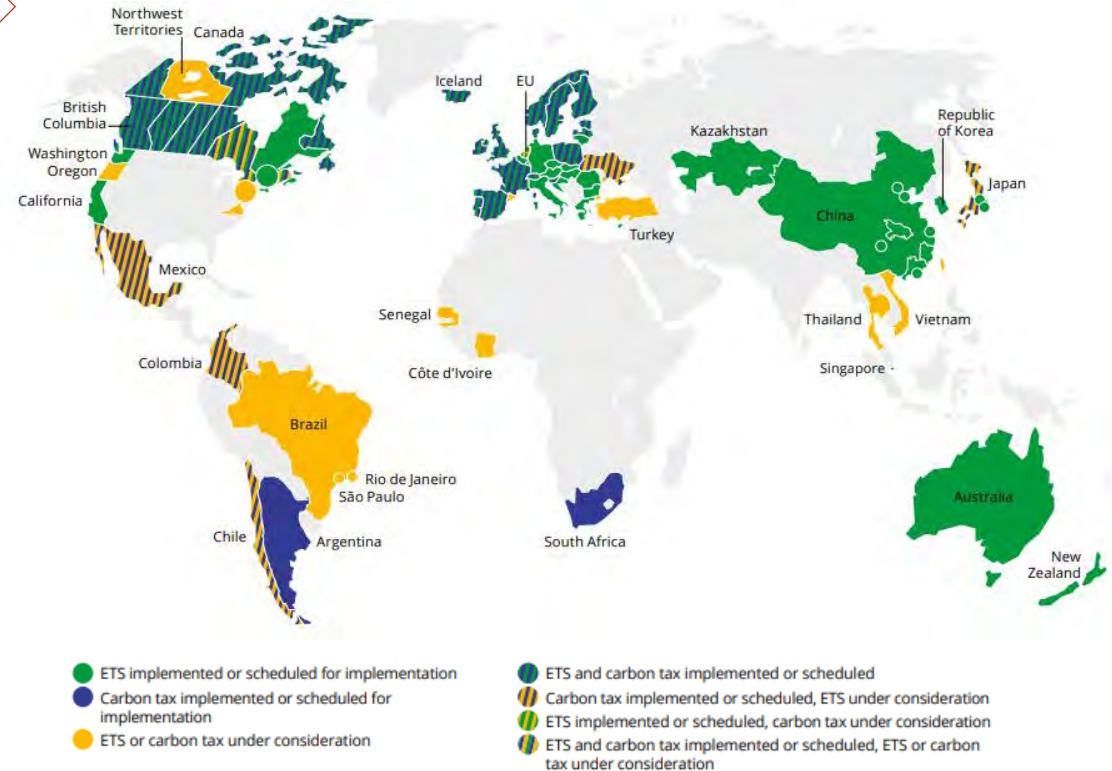 Northwest
Territories
Canada
British
Columbia
Washington
Oregon
California
Mexico
Colombia
Brazil
Rio de Janeiro
São Paulo
Chile
Argentina
Iceland
EU
Turkey
Senegal
Côte d'Ivoire
South Africa
Kazakhstan
Republic
of Korea
China
Japan
Thailand
Vietnam
Singapore
Australia
New
Zealand
ETS implemented or scheduled for implementation
Carbon tax implemented or scheduled for
implementation
ETS or carbon tax under consideration
ETS and carbon tax implemented or scheduled
Carbon tax implemented or scheduled, ETS under consideration
ETS implemented or scheduled, carbon tax under consideration
ETS and carbon tax implemented or scheduled, ETS or carbon
tax under consideration